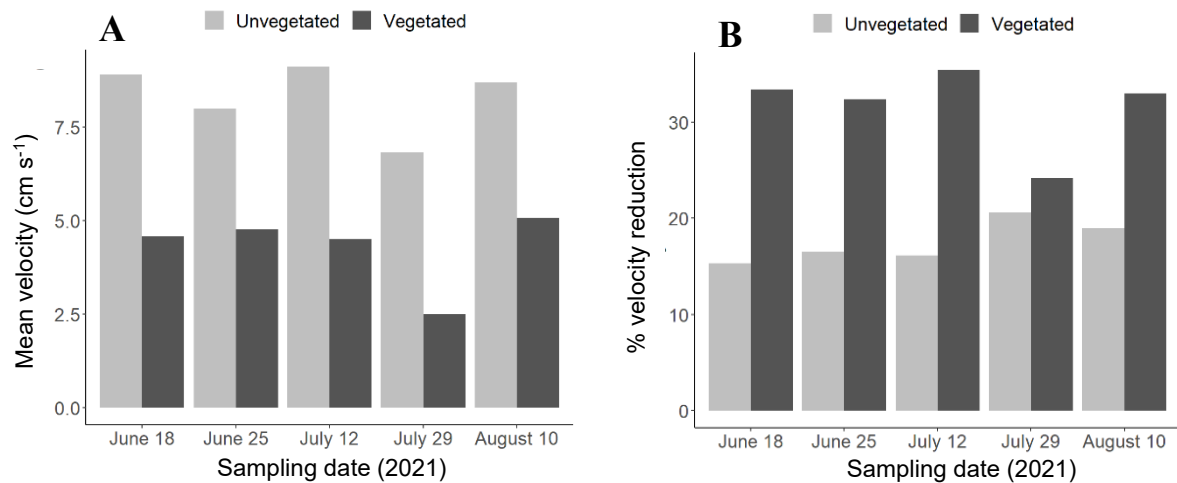 A
Unvegetated Vegetated
Mean velocity (cm s⁻¹)
7.5
5.0
2.5
0.0
June 18 June 25 July 12 July 29 August 10
Sampling date (2021)
B
Unvegetated Vegetated
% velocity reduction
30
20
10
0
June 18 June 25 July 12 July 29 August 10
Sampling date (2021)